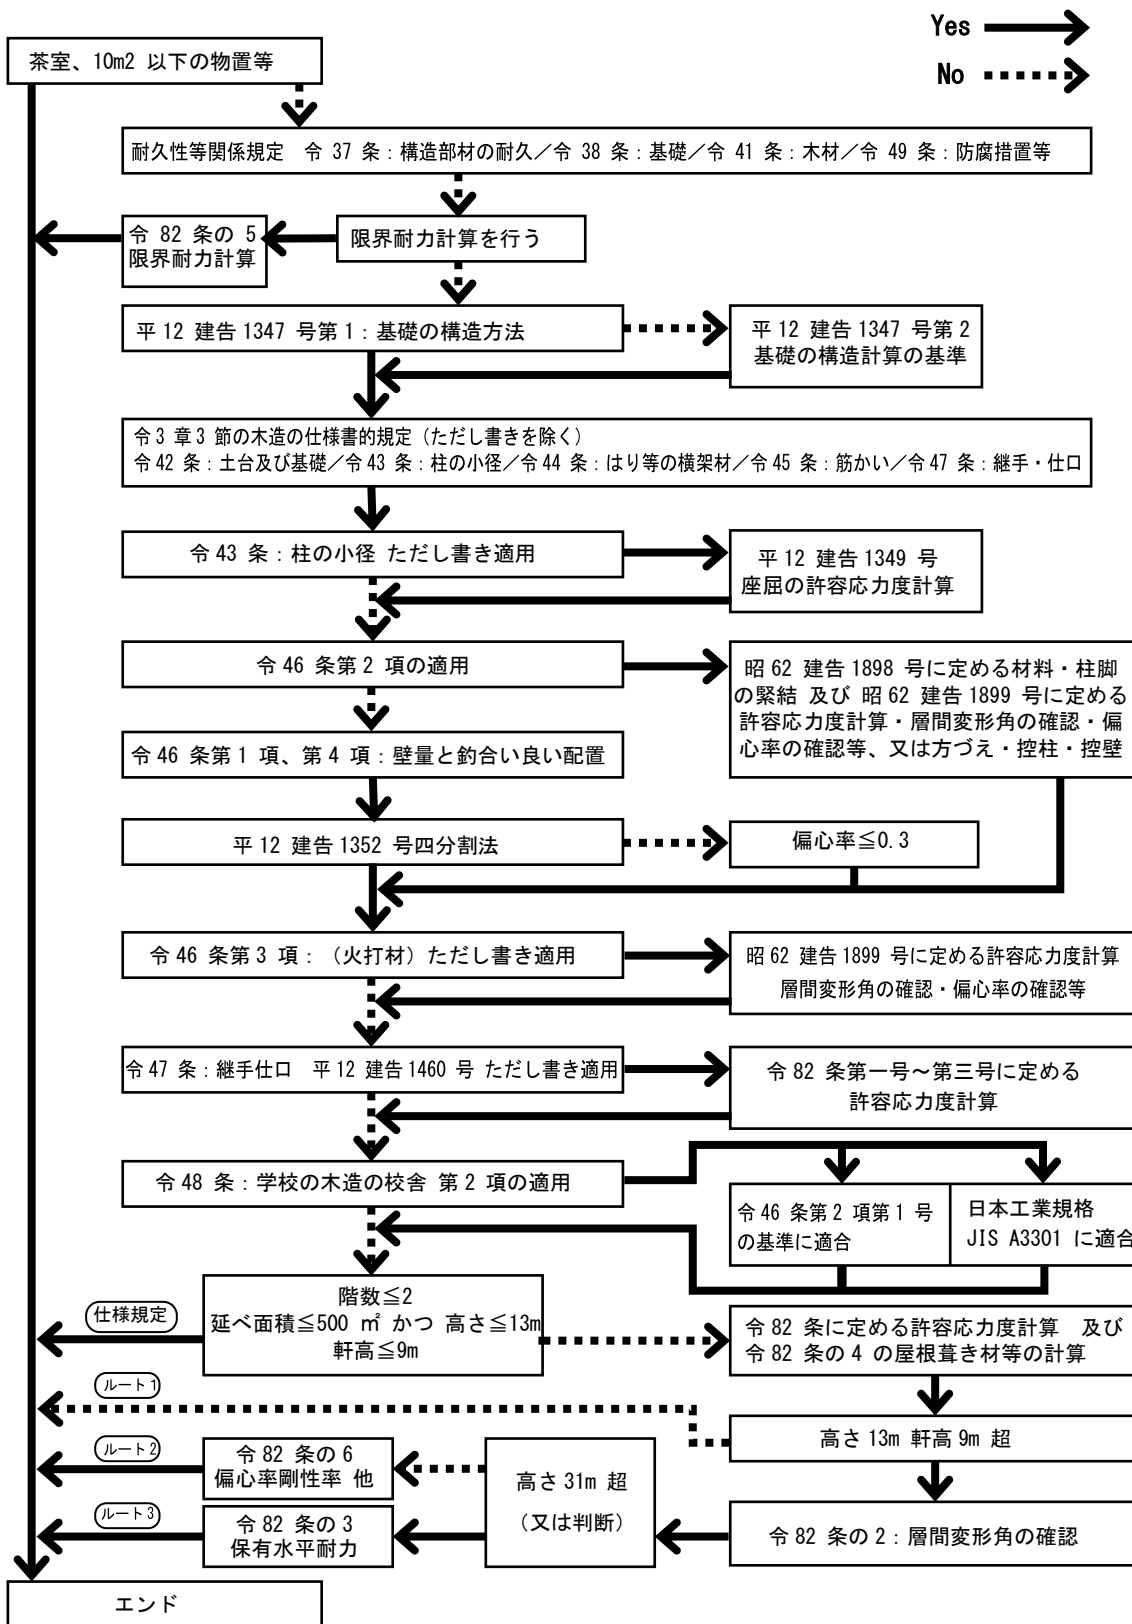 Yes
No
茶室、10m2 以下の物置等
耐久性等関係規定　令 37 条：構造部材の耐久／令 38 条：基礎／令 41 条：木材／令 49 条：防腐措置等
令 82 条の 5
限界耐力計算
限界耐力計算を行う
平 12 建告 1347 号第 1：基礎の構造方法
平 12 建告 1347 号第 2
基礎の構造計算の基準
令 3 章 3 節の木造の仕様書的規定（ただし書きを除く）
令 42 条：土台及び基礎／令 43 条：柱の小径／令 44 条：はり等の横架材／令 45 条：筋かい／令 47 条：継手・仕口
令 43 条：柱の小径 ただし書き適用
平 12 建告 1349 号
座屈の許容応力度計算
令 46 条第 2 項の適用
昭 62 建告 1898 号に定める材料・柱脚
の緊結 及び 昭 62 建告 1899 号に定める
許容応力度計算・層間変形角の確認・偏
心率の確認等、又は方づえ・控柱・控壁
令 46 条第 1 項、第 4 項：壁量と釣合い良い配置
平 12 建告 1352 号四分割法
偏心率≦0.3
令 46 条第 3 項：（火打材）ただし書き適用
昭 62 建告 1899 号に定める許容応力度計算
層間変形角の確認・偏心率の確認等
令 47 条：継手仕口　平 12 建告 1460 号 ただし書き適用
令 82 条第一号～第三号に定める
許容応力度計算
令 48 条：学校の木造の校舎 第 2 項の適用
令 46 条第 2 項第 1 号
の基準に適合
日本工業規格
JIS A3301 に適合
階数≦2
延べ面積≦500 ㎡ かつ 高さ≦13m
軒高≦9m
仕様規定
令 82 条に定める許容応力度計算　及び
令 82 条の 4 の屋根葺き材等の計算
ルート1
高さ 13m 軒高 9m 超
ルート2
令 82 条の 6
偏心率剛性率 他
高さ 31m 超
（又は判断）
ルート3
令 82 条の 3
保有水平耐力
令 82 条の 2：層間変形角の確認
エンド